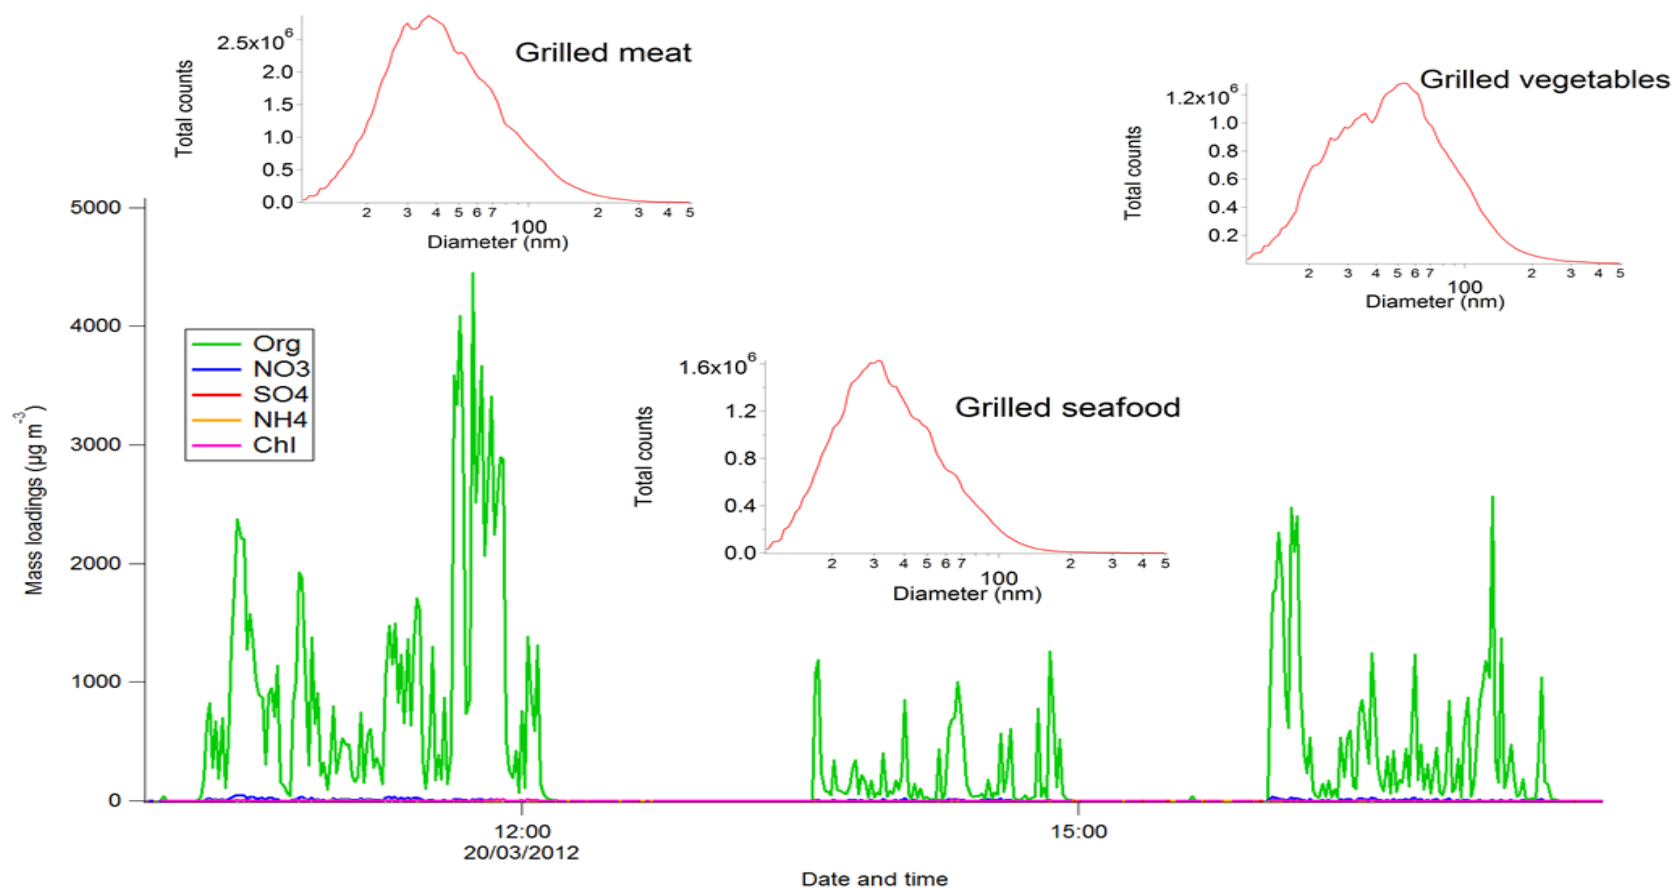 Grilled meat
Total counts
2.5x10^6
2.0
1.5
1.0
0.5
0.0
2 3 4 5 6 7 100 2 3 4 5
Diameter (nm)
Grilled vegetables
Total counts
1.2x10^6
1.0
0.8
0.6
0.4
0.2
2 3 4 5 6 7 100 2 3 4 5
Diameter (nm)
Grilled seafood
Total counts
1.6x10^6
1.2
0.8
0.4
0.0
2 3 4 5 6 7 100 2 3 4 5
Diameter (nm)
Org
NO3
SO4
NH4
Chl
Mass loadings (µg m^-3)
5000
4000
3000
2000
1000
0
12:00
20/03/2012
15:00
Date and time